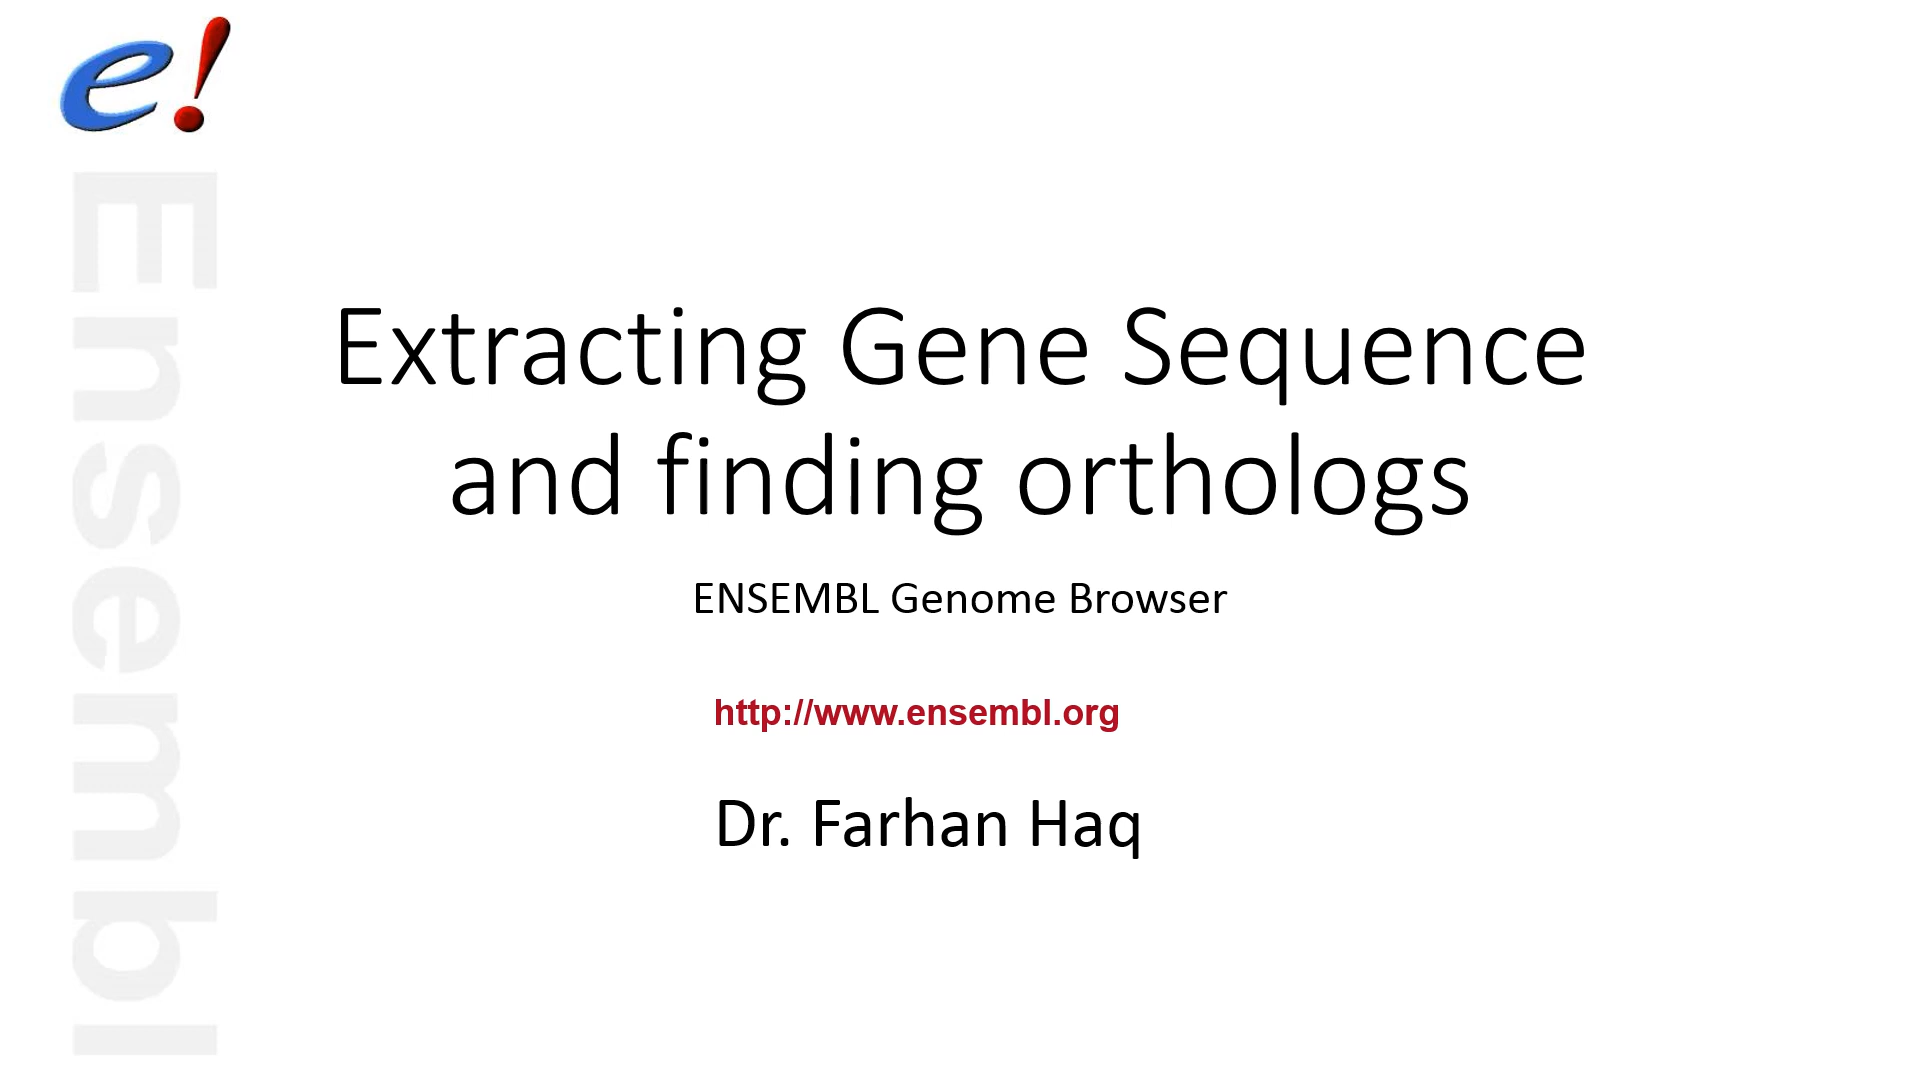 e!
Ensembl
Extracting Gene Sequence
and finding orthologs
ENSEMBL Genome Browser
http://www.ensembl.org
Dr. Farhan Haq